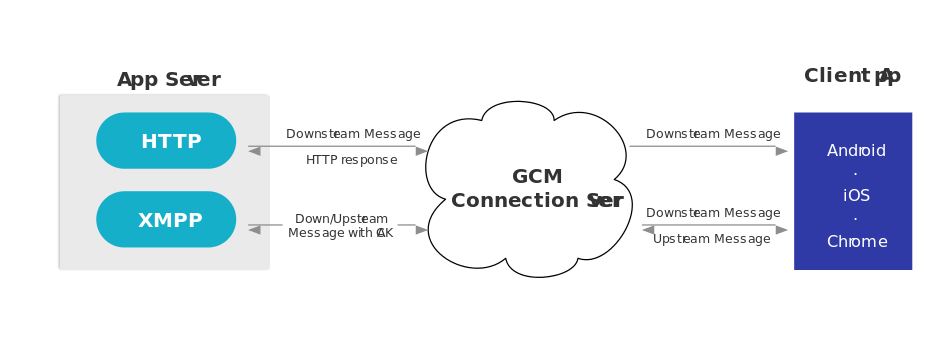 App Server
Client App
HTTP
XMPP
Downstream Message
HTTP response
Down/Upstream
Message with ACK
GCM
Connection Server
Downstream Message
Downstream Message
Upstream Message
Android
·
iOS
·
Chrome